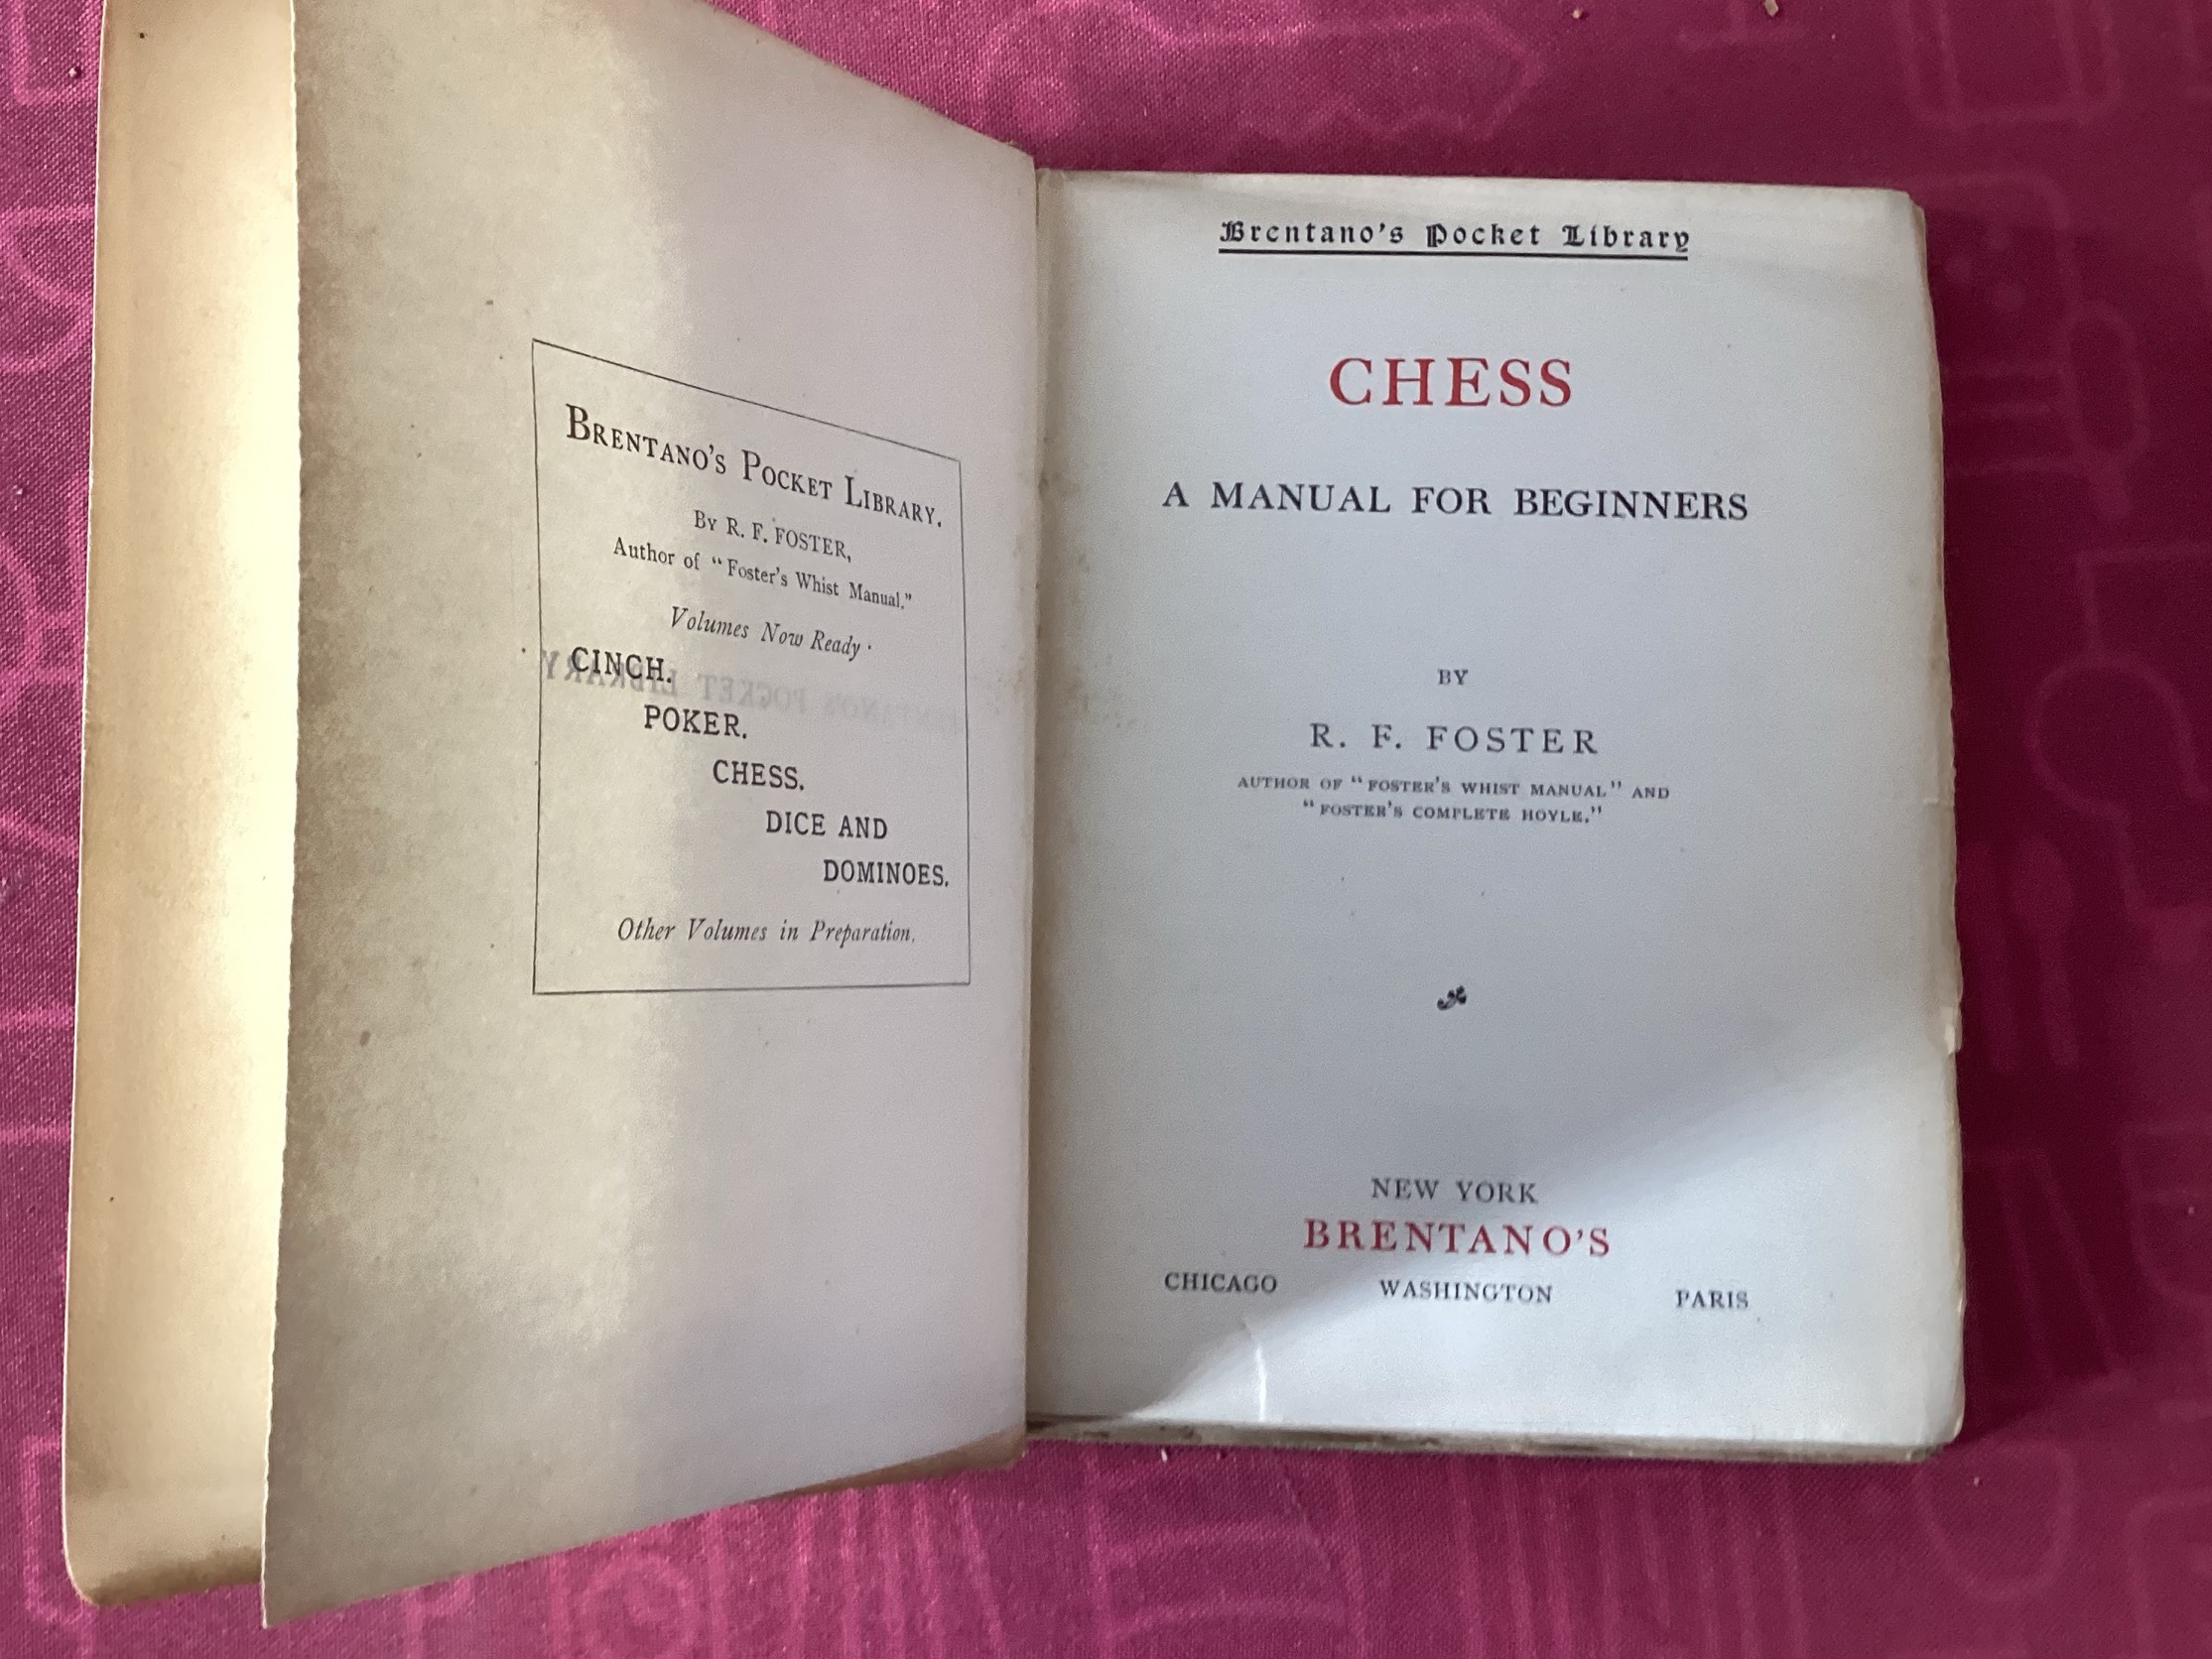 BRENTANO'S POCKET LIBRARY.
By R. F. FOSTER,
Author of "Foster's Whist Manual."
Volumes Now Ready·
CINCH.
POKER.
CHESS.
DICE AND
DOMINOES.
Other Volumes in Preparation.
Brentano's Pocket Library
CHESS
A MANUAL FOR BEGINNERS
BY
R. F. FOSTER
AUTHOR OF "FOSTER'S WHIST MANUAL" AND
"FOSTER'S COMPLETE HOYLE."
NEW YORK
BRENTANO'S
CHICAGO WASHINGTON PARIS